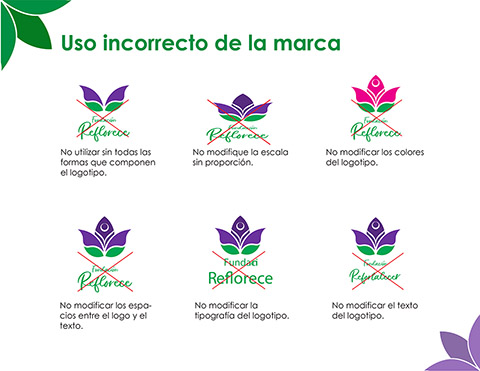 Uso incorrecto de la marca
Fundación
Reflorece
No utilizar sin todas las
formas que componen
el logotipo.
Fundación
Reflorece
No modifique la escala
sin proporción.
Fundación
Reflorece
No modificar los colores
del logotipo.
Fundación
Reflorece
No modificar los espa-
cios entre el logo y el
texto.
Reflorece
No modificar la
tipografía del logotipo.
Fundación
No modificar el texto
del logotipo.